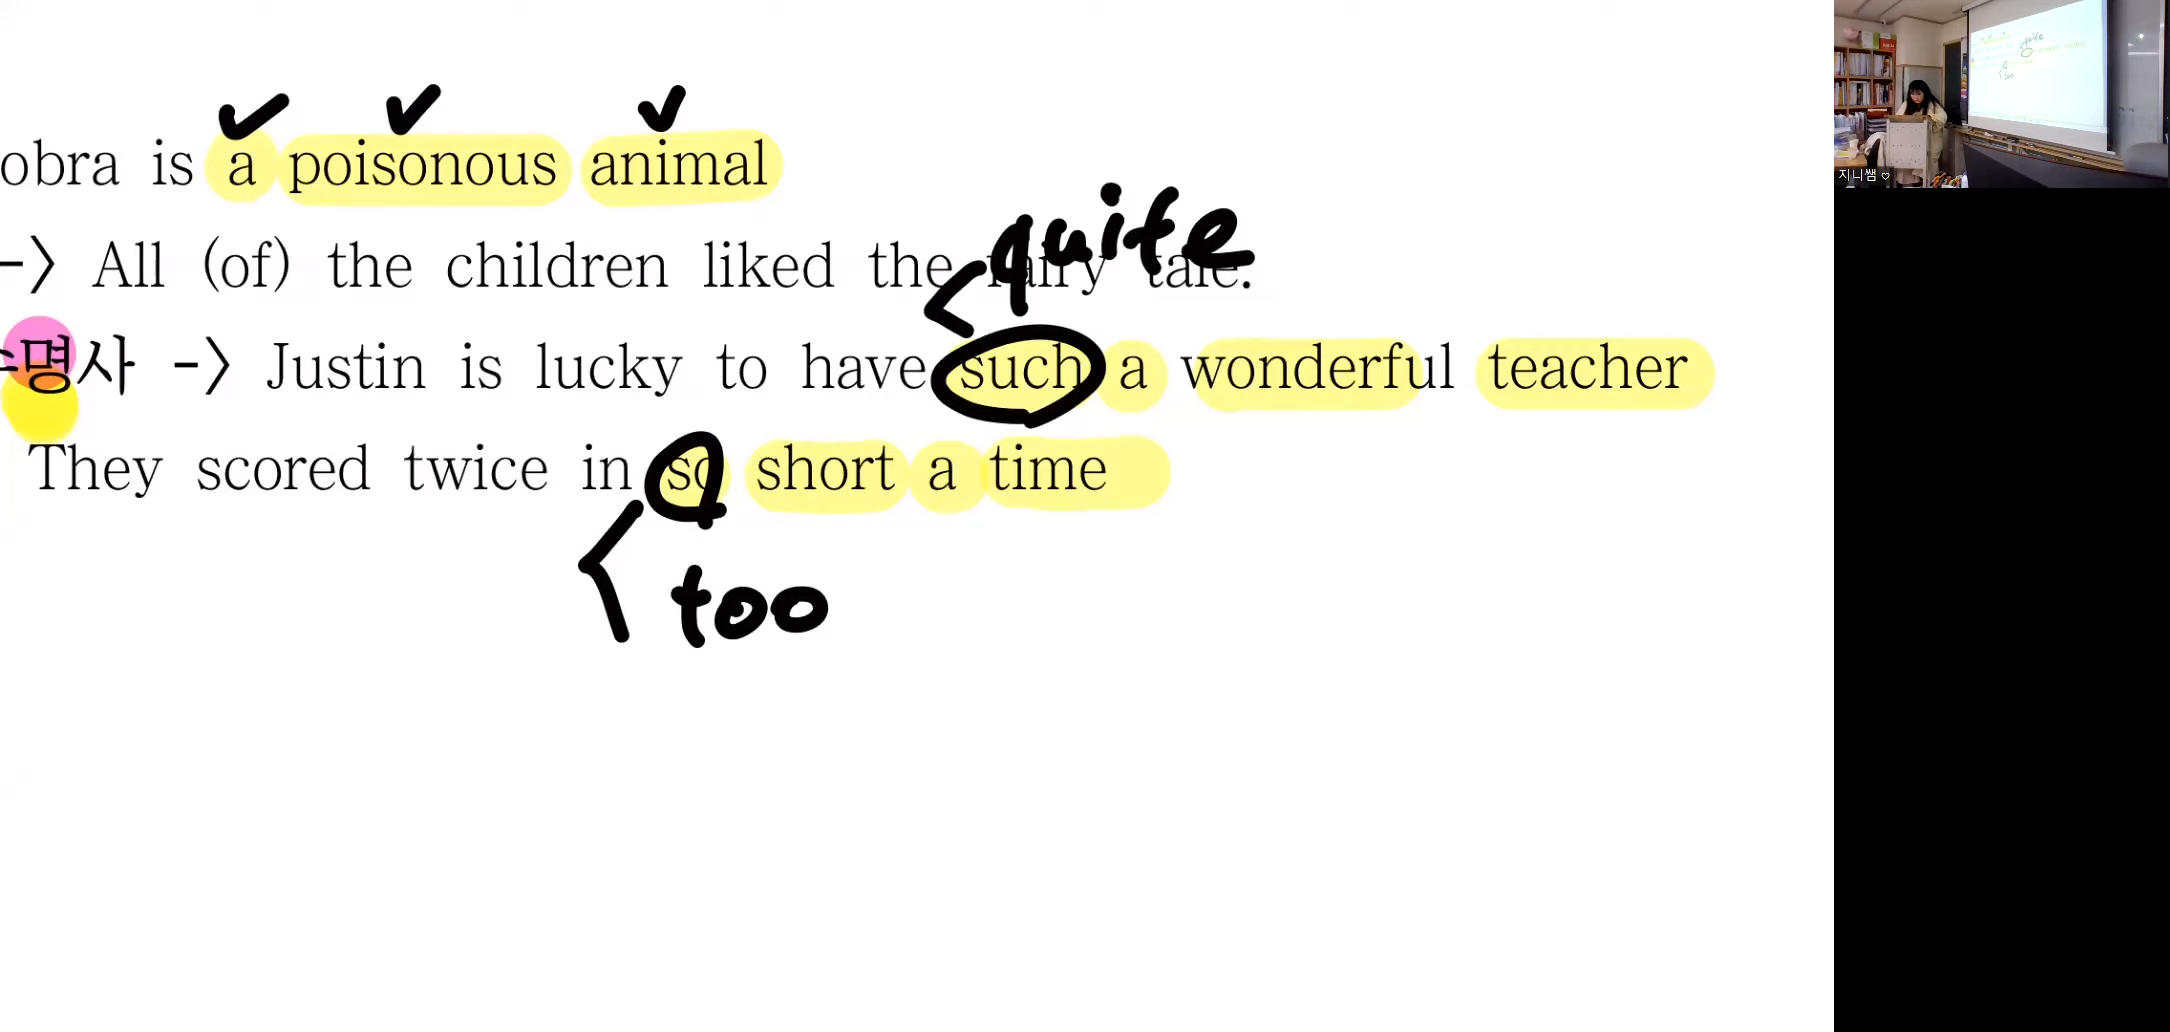 obra is a poisonous animal
quite
-> All (of) the children liked the fairy tale.
명사 -> Justin is lucky to have such a wonderful teacher
They scored twice in so short a time
too
지니쌤 ♡